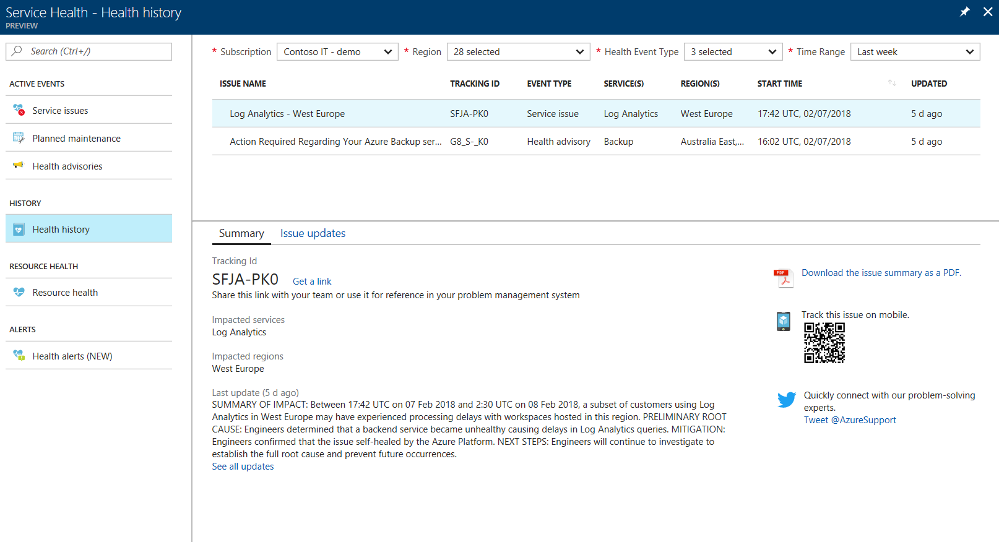 Service Health - Health history
PREVIEW
Search (Ctrl+/)
ACTIVE EVENTS
Service issues
Planned maintenance
Health advisories
HISTORY
Health history
RESOURCE HEALTH
Resource health
ALERTS
Health alerts (NEW)
* Subscription Contoso IT - demo * Region 28 selected * Health Event Type 3 selected * Time Range Last week
ISSUE NAME TRACKING ID EVENT TYPE SERVICE(S) REGION(S) START TIME UPDATED
Log Analytics - West Europe SFJA-PK0 Service issue Log Analytics West Europe 17:42 UTC, 02/07/2018 5 d ago
Action Required Regarding Your Azure Backup ser... G8_S-_K0 Health advisory Backup Australia East,... 16:02 UTC, 02/07/2018 5 d ago
Summary Issue updates
Tracking Id
SFJA-PK0 Get a link
Share this link with your team or use it for reference in your problem management system
Impacted services
Log Analytics
Impacted regions
West Europe
Last update (5 d ago)
SUMMARY OF IMPACT: Between 17:42 UTC on 07 Feb 2018 and 2:30 UTC on 08 Feb 2018, a subset of customers using Log
Analytics in West Europe may have experienced processing delays with workspaces hosted in this region. PRELIMINARY ROOT
CAUSE: Engineers determined that a backend service became unhealthy causing delays in Log Analytics queries. MITIGATION:
Engineers confirmed that the issue self-healed by the Azure Platform. NEXT STEPS: Engineers will continue to investigate to
establish the full root cause and prevent future occurrences.
See all updates
PDF
Download the issue summary as a PDF.
Track this issue on mobile.
Quickly connect with our problem-solving
experts.
Tweet @AzureSupport